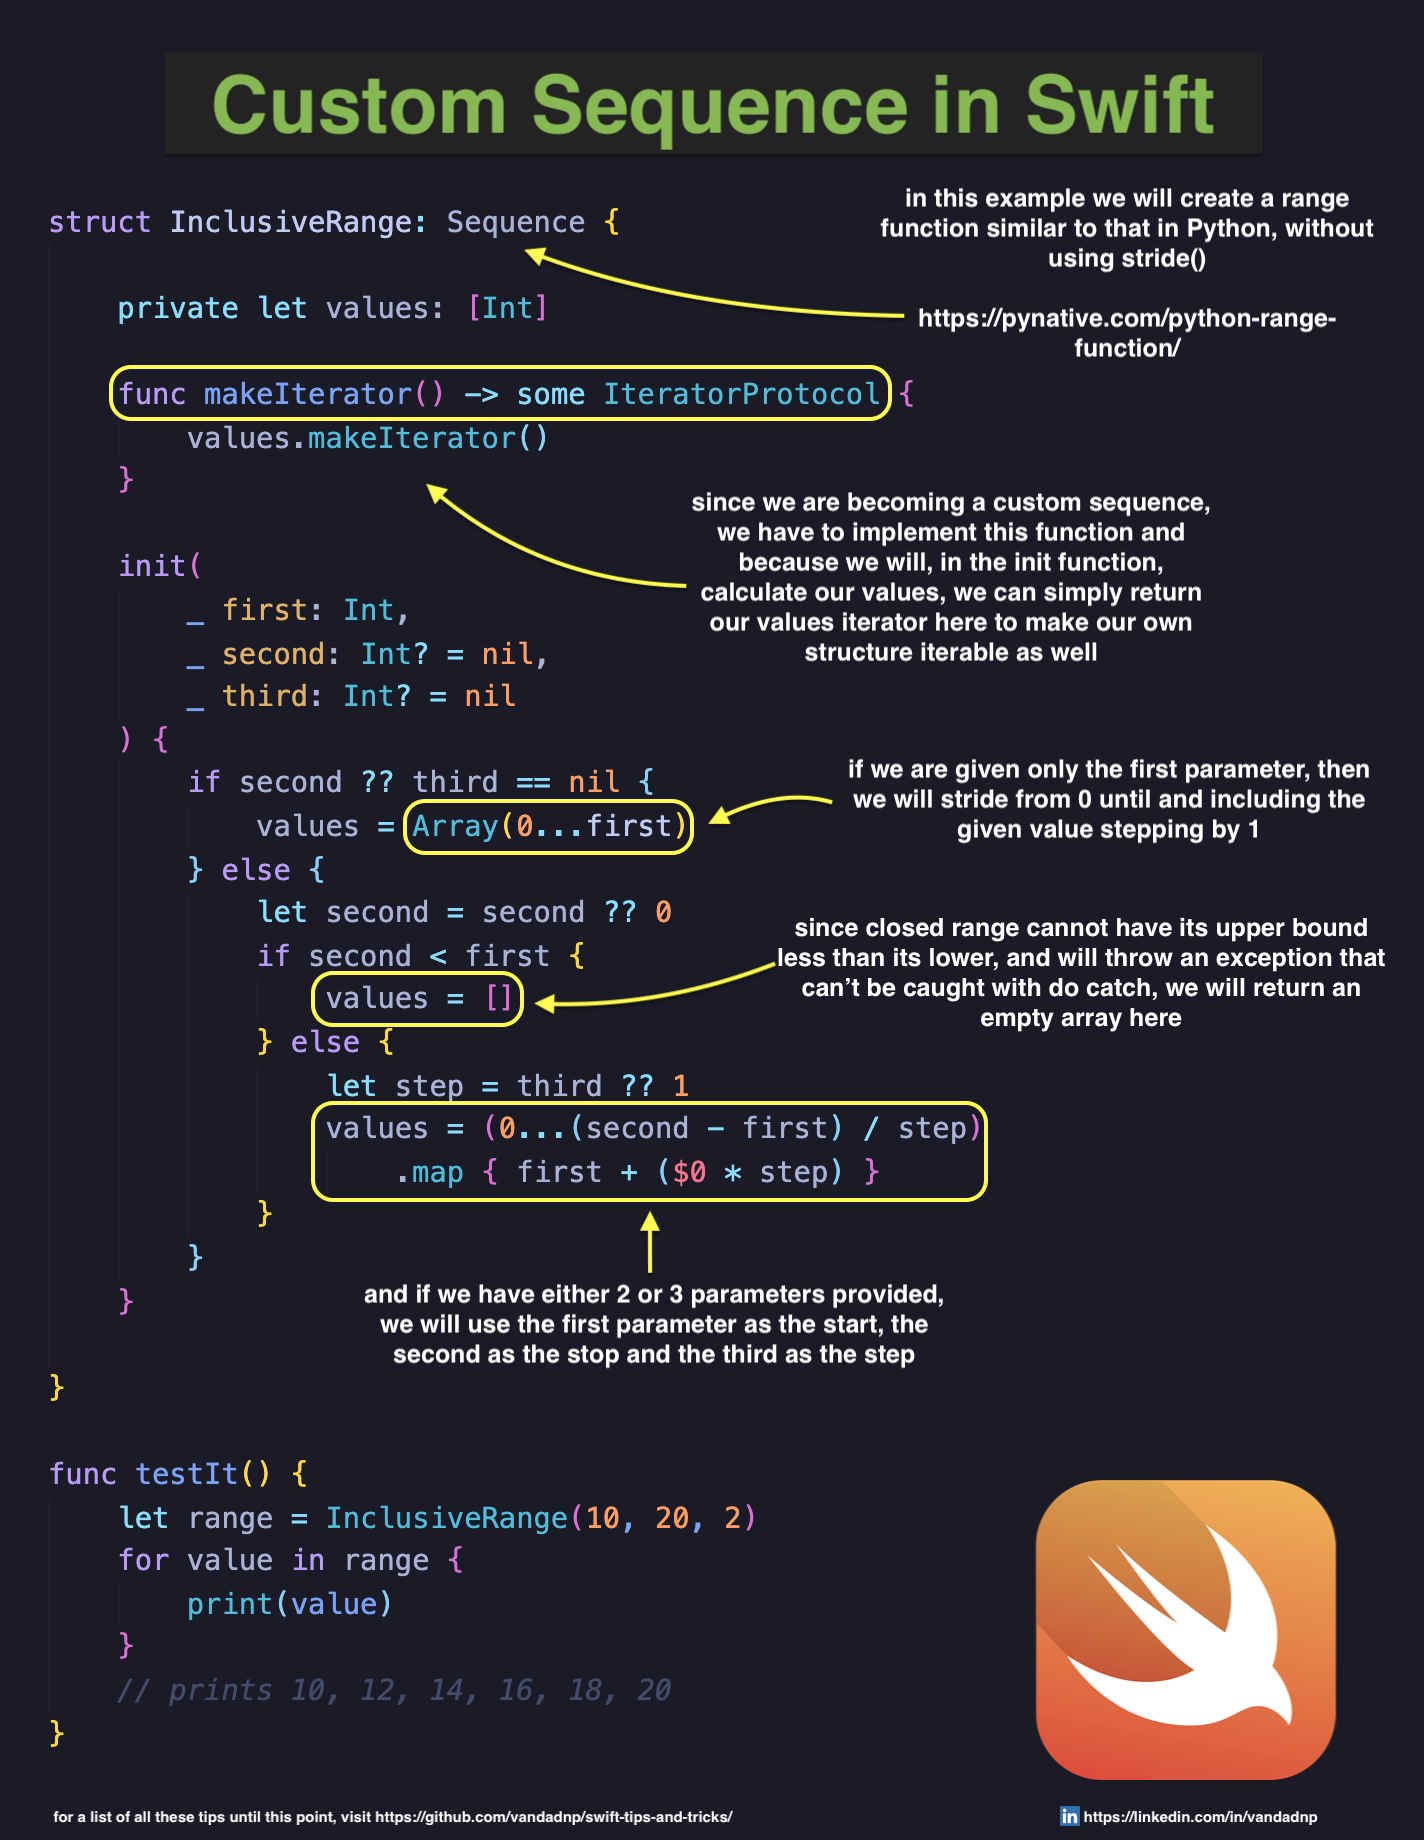 Custom Sequence in Swift
in this example we will create a range
function similar to that in Python, without
using stride()
https://pynative.com/python-range-
function/
struct InclusiveRange: Sequence {
private let values: [Int]
func makeIterator() -> some IteratorProtocol {
values.makeIterator()
}
since we are becoming a custom sequence,
we have to implement this function and
because we will, in the init function,
calculate our values, we can simply return
our values iterator here to make our own
structure iterable as well
init(
_ first: Int,
_ second: Int? = nil,
_ third: Int? = nil
) {
if second ?? third == nil {
values = Array(0...first)
if we are given only the first parameter, then
we will stride from 0 until and including the
given value stepping by 1
} else {
let second = second ?? 0
if second < first {
values = []
since closed range cannot have its upper bound
less than its lower, and will throw an exception that
can’t be caught with do catch, we will return an
empty array here
} else {
let step = third ?? 1
values = (0...(second - first) / step)
.map { first + ($0 * step) }
}
}
}
and if we have either 2 or 3 parameters provided,
we will use the first parameter as the start, the
second as the stop and the third as the step
}
func testIt() {
let range = InclusiveRange(10, 20, 2)
for value in range {
print(value)
}
// prints 10, 12, 14, 16, 18, 20
}
for a list of all these tips until this point, visit https://github.com/vandadnp/swift-tips-and-tricks/
in https://linkedin.com/in/vandadnp